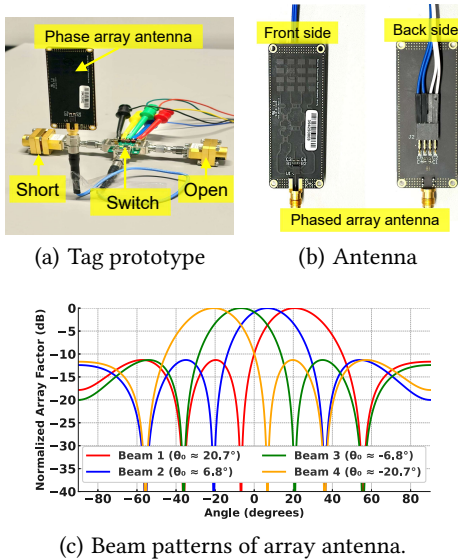 Phase array antenna
Short
Switch
Open
(a) Tag prototype
Front side
Back side
J2
Phased array antenna
(b) Antenna
Normalized Array Factor (dB)
0
−5
−10
−15
−20
−25
−30
−35
−40
Beam 1 (θ₀ ≈ 20.7°)
Beam 2 (θ₀ ≈ 6.8°)
Beam 3 (θ₀ ≈ -6.8°)
Beam 4 (θ₀ ≈ -20.7°)
−80 −60 −40 −20 0 20 40 60 80
Angle (degrees)
(c) Beam patterns of array antenna.